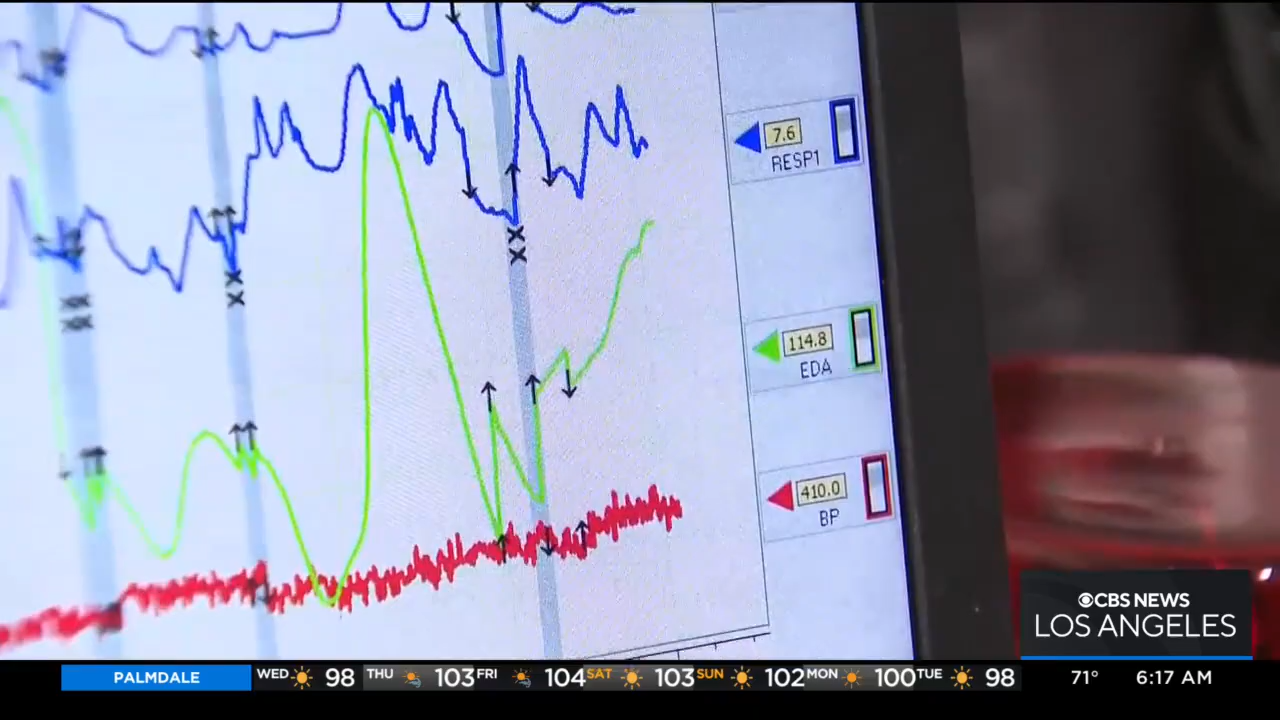 7.6
RESP1
114.8
EDA
410.0
BP
CBS NEWS
LOS ANGELES
PALMDALE WED 98 THU 103 FRI 104 SAT 103 SUN 102 MON 100 TUE 98 71° 6:17 AM